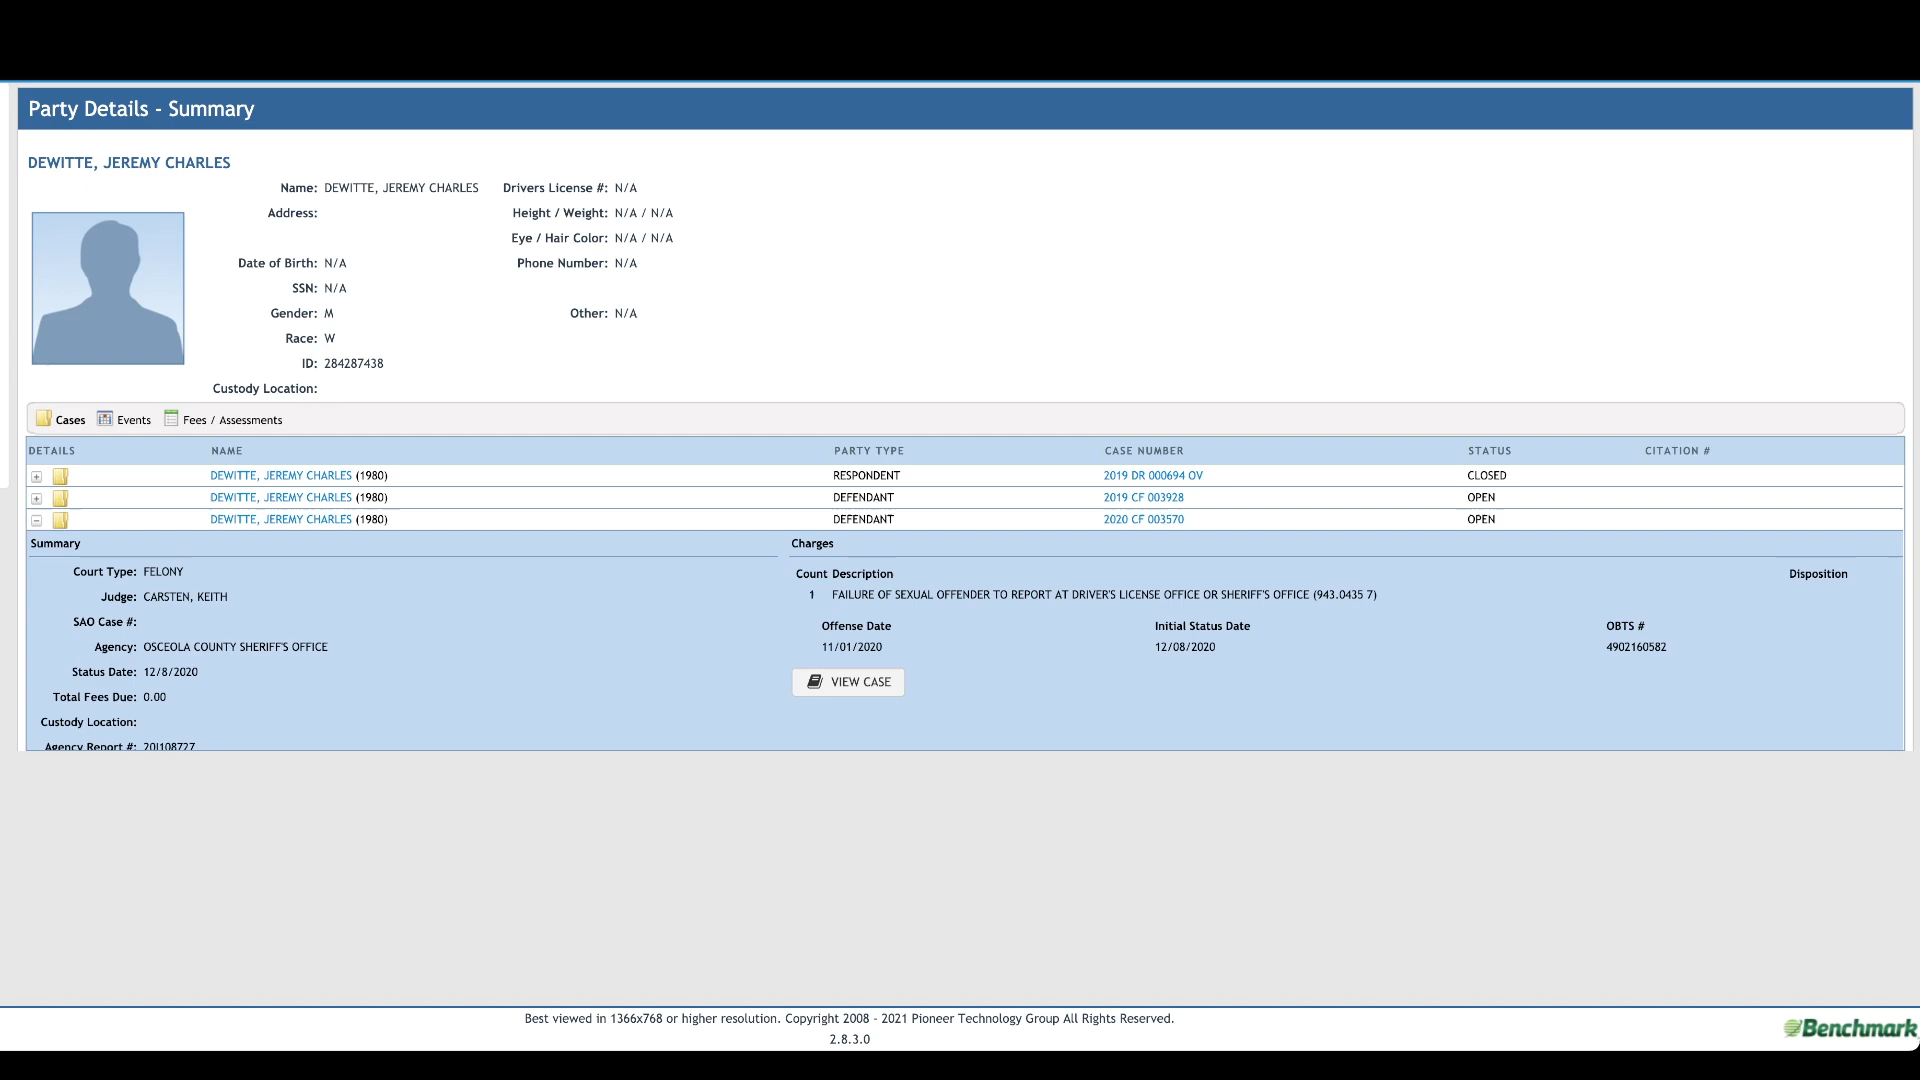 Party Details - Summary
DEWITTE, JEREMY CHARLES
Name: DEWITTE, JEREMY CHARLES Drivers License #: N/A
Address: Height / Weight: N/A / N/A
Eye / Hair Color: N/A / N/A
Date of Birth: N/A Phone Number: N/A
SSN: N/A
Gender: M Other: N/A
Race: W
ID: 284287438
Custody Location:
Cases Events Fees / Assessments
DETAILS NAME PARTY TYPE CASE NUMBER STATUS CITATION #
DEWITTE, JEREMY CHARLES (1980) RESPONDENT 2019 DR 000694 OV CLOSED
DEWITTE, JEREMY CHARLES (1980) DEFENDANT 2019 CF 003928 OPEN
DEWITTE, JEREMY CHARLES (1980) DEFENDANT 2020 CF 003570 OPEN
Summary Charges
Court Type: FELONY Count Description Disposition
Judge: CARSTEN, KEITH 1 FAILURE OF SEXUAL OFFENDER TO REPORT AT DRIVER'S LICENSE OFFICE OR SHERIFF'S OFFICE (943.0435 7)
SAO Case #: Offense Date Initial Status Date OBTS #
Agency: OSCEOLA COUNTY SHERIFF'S OFFICE 11/01/2020 12/08/2020 4902160582
Status Date: 12/8/2020 VIEW CASE
Total Fees Due: 0.00
Custody Location:
Agency Report #: 20I108727
Best viewed in 1366x768 or higher resolution. Copyright 2008 - 2021 Pioneer Technology Group All Rights Reserved.
Benchmark
2.8.3.0